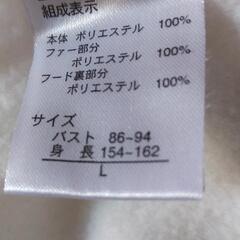 組成表示
本体 ポリエステル 100%
ファー部分
ポリエステル 100%
フード裏部分
ポリエステル 100%
サイズ
バスト 86~94
身 長 154~162
L